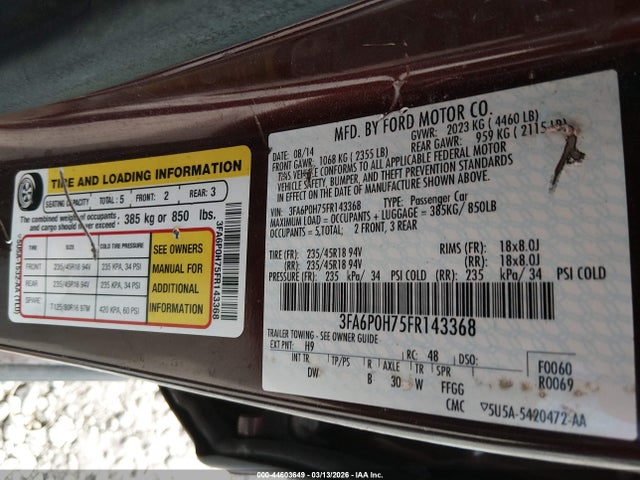 TIRE AND LOADING INFORMATION
SEATING CAPACITY TOTAL: 5 FRONT: 2 REAR: 3
The combined weight of occupants and cargo should never exceed : 385 kg or 850 lbs.
TIRE SIZE COLD TIRE PRESSURE
FRONT 235/45R18 94V 235 KPA, 34 PSI
REAR 235/45R18 94V 235 KPA, 34 PSI
SPARE T125/80R16 97M 420 KPA, 60 PSI
SEE OWNERS
MANUAL FOR
ADDITIONAL
INFORMATION
3FA6P0H75FR143368
MFD. BY FORD MOTOR CO.
DATE: 08/14 GVWR: 2023 KG ( 4460 LB)
FRONT GAWR: 1068 KG ( 2355 LB) REAR GAWR: 959 KG ( 2115 LB)
THIS VEHICLE CONFORMS TO ALL APPLICABLE FEDERAL MOTOR
VEHICLE SAFETY, BUMPER, AND THEFT PREVENTION STANDARDS
IN EFFECT ON THE DATE OF MANUFACTURE SHOWN ABOVE.
VIN: 3FA6P0H75FR143368 TYPE: Passenger Car
MAXIMUM LOAD = OCCUPANTS + LUGGAGE = 385KG/ 850LB
OCCUPANTS = 5,TOTAL; 2 FRONT, 3 REAR
TIRE (FR): 235/45R18 94V RIMS (FR): 18x8.0J
(RR): 235/45R18 94V (RR): 18x8.0J
PRESSURE (FR): 235 kPa/ 34 PSI COLD (RR): 235 kPa/ 34 PSI COLD
3FA6P0H75FR143368
TRAILER TOWING - SEE OWNER GUIDE
EXT PNT: H9 RC: 48 DSO: F0060
INT TR TP/PS R AXLE TR SPR R0069
DW B 30 W FFGG
CMC 5U5A-5420472-AA
000-44603649 - 03/13/2026 - IAA Inc.